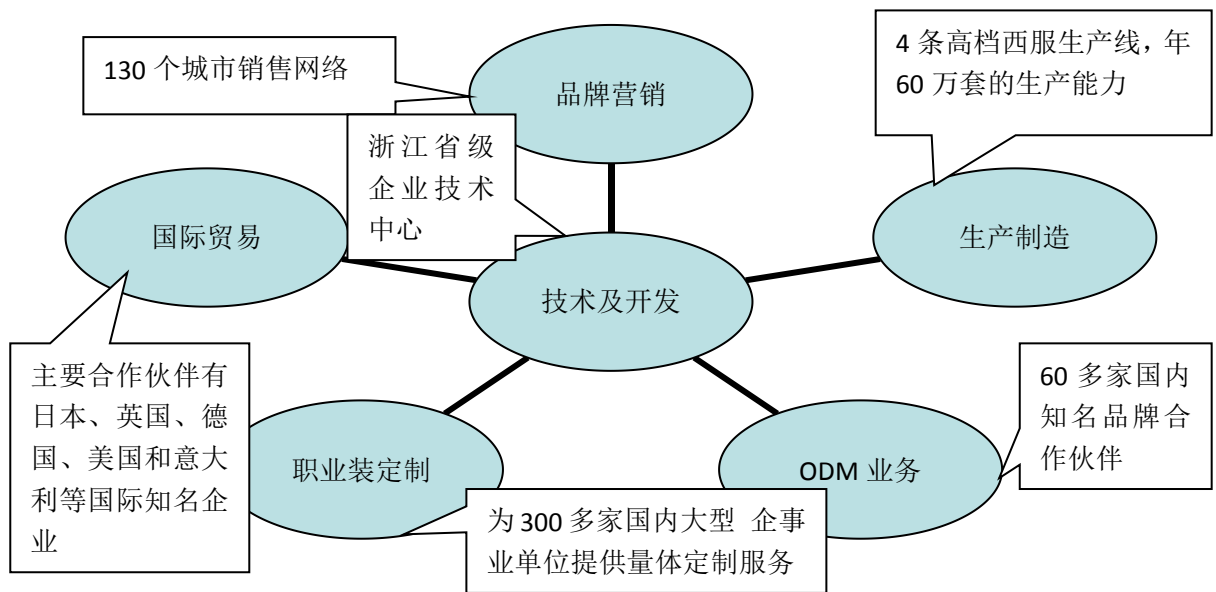 130 个城市销售网络
品牌营销
4 条高档西服生产线，年
60 万套的生产能力
浙江省级
企业技术
中心
国际贸易
生产制造
技术及开发
主要合作伙伴有
日本、英国、德
国、美国和意大
利等国际知名企
业
职业装定制
ODM 业务
60 多家国内
知名品牌合
作伙伴
为 300 多家国内大型 企事
业单位提供量体定制服务